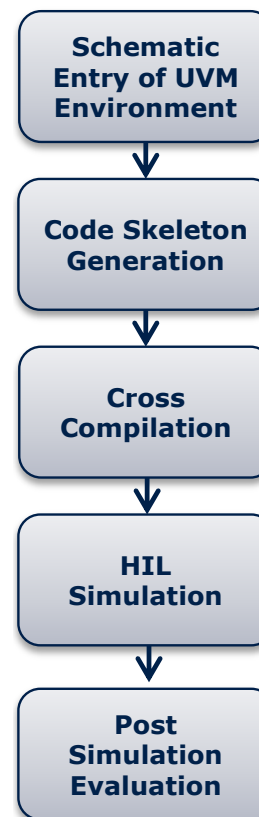 Schematic
Entry of UVM
Environment
Code Skeleton
Generation
Cross
Compilation
HIL
Simulation
Post
Simulation
Evaluation